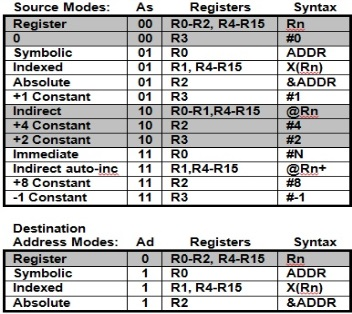 Source Modes: As Registers Syntax
Register 00 R0-R2, R4-R15 Rn
0 00 R3 #0
Symbolic 01 R0 ADDR
Indexed 01 R1, R4-R15 X(Rn)
Absolute 01 R2 &ADDR
+1 Constant 01 R3 #1
Indirect 10 R0-R1,R4-R15 @Rn
+4 Constant 10 R2 #4
+2 Constant 10 R3 #2
Immediate 11 R0 #N
Indirect auto-inc 11 R1,R4-R15 @Rn+
+8 Constant 11 R2 #8
-1 Constant 11 R3 #-1
Destination
Address Modes: Ad Registers Syntax
Register 0 R0-R2, R4-R15 Rn
Symbolic 1 R0 ADDR
Indexed 1 R1, R4-R15 X(Rn)
Absolute 1 R2 &ADDR